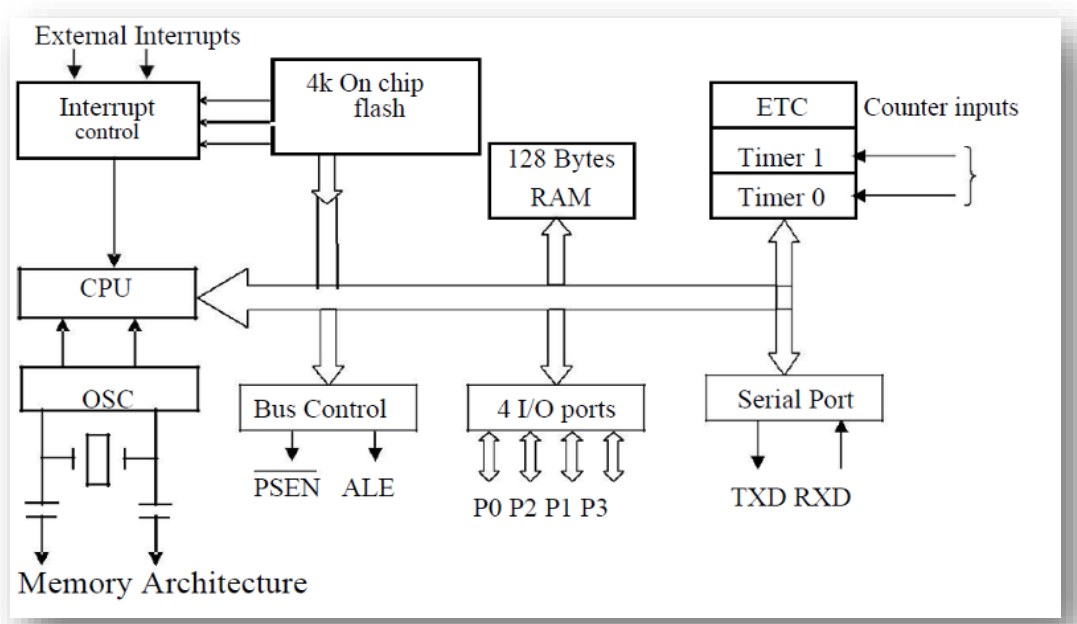 External Interrupts
Interrupt
control
4k On chip
flash
ETC
Counter inputs
128 Bytes
RAM
Timer 1
Timer 0
CPU
OSC
Bus Control
4 I/O ports
Serial Port
PSEN ALE
P0 P2 P1 P3
TXD RXD
Memory Architecture